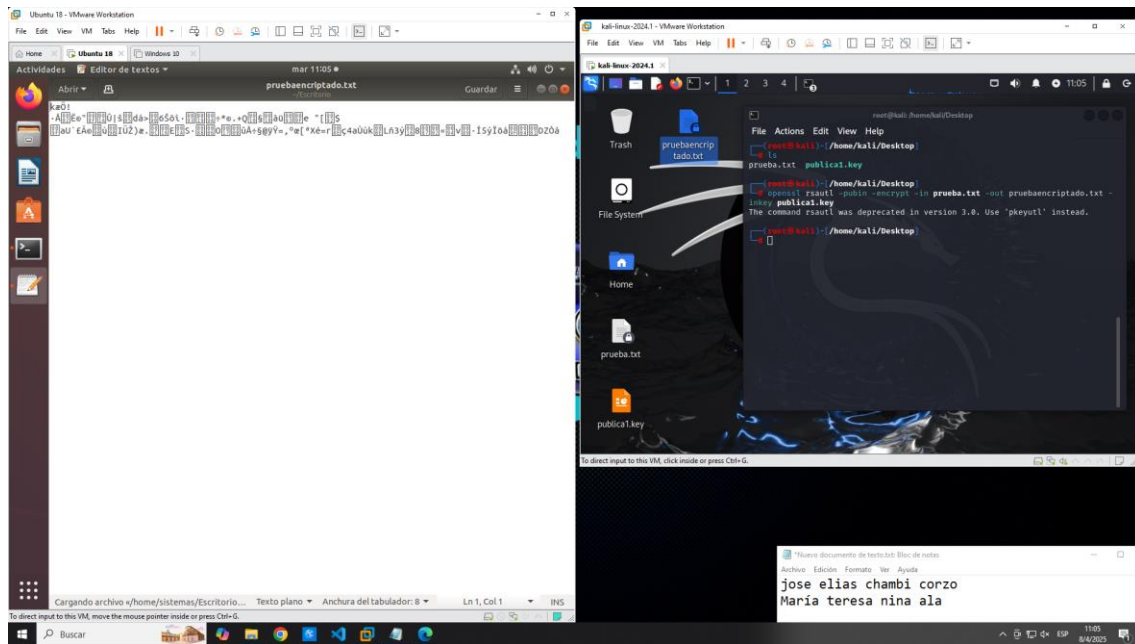 Ubuntu 18 - VMware Workstation
File Edit View VM Tabs Help
Home Ubuntu 18 Windows 10
Actividades Editor de textos mar 11:05
Abrir pruebaencriptado.txt Guardar
~/Escritorio
Cargando archivo «/home/sistemas/Escritorio... Texto plano Anchura del tabulador: 8 Ln 1, Col 1 INS
To direct input to this VM, move the mouse pointer inside or press Ctrl+G.
kali-linux-2024.1 - VMware Workstation
File Edit View VM Tabs Help
kali-linux-2024.1
1 2 3 4 11:05
Trash
pruebaencrip
tado.txt
File System
Home
prueba.txt
publica1.key
root@kali: /home/kali/Desktop
File Actions Edit View Help
(root@kali)-[/home/kali/Desktop]
# ls
prueba.txt publica1.key
(root@kali)-[/home/kali/Desktop]
# openssl rsautl -pubin -encrypt -in prueba.txt -out pruebaencriptado.txt -
inkey publica1.key
The command rsautl was deprecated in version 3.0. Use 'pkeyutl' instead.
(root@kali)-[/home/kali/Desktop]
#
To direct input to this VM, click inside or press Ctrl+G.
*Nuevo documento de texto.txt: Bloc de notas
Archivo Edición Formato Ver Ayuda
jose elias chambi corzo
María teresa nina ala
Buscar
ESP 11:05
8/4/2025